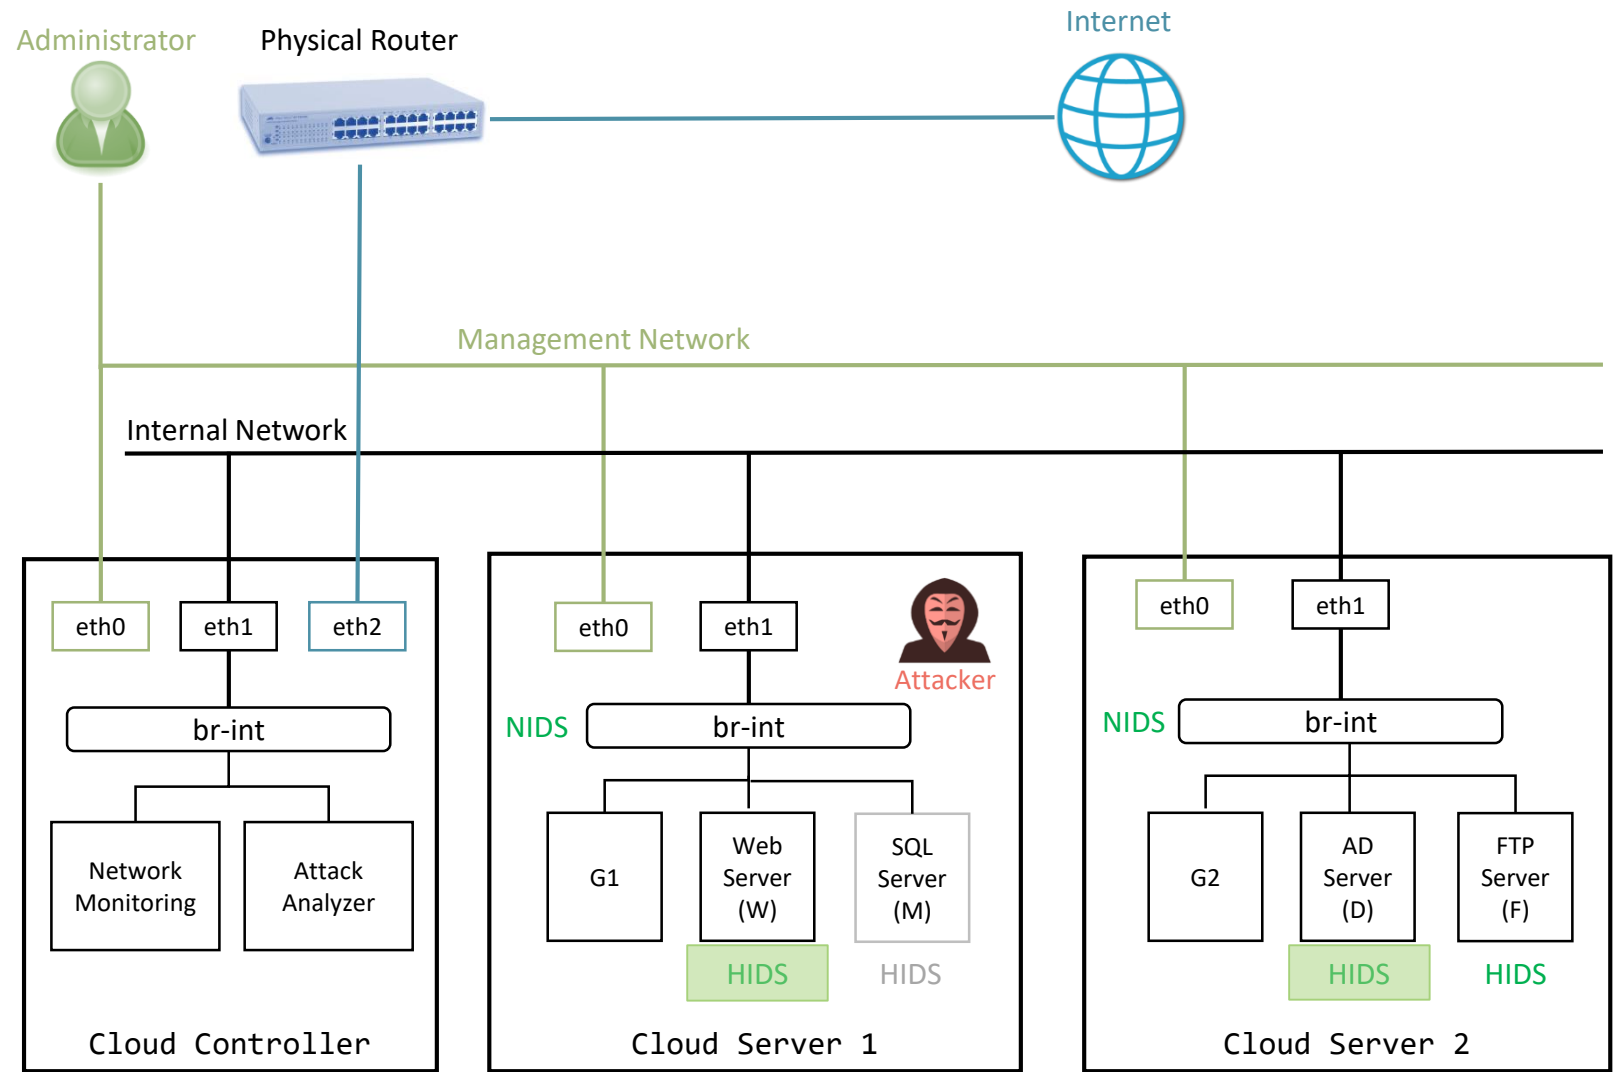 Administrator
Physical Router
Internet
Management Network
Internal Network
eth0
eth1
eth2
br-int
Network
Monitoring
Attack
Analyzer
Cloud Controller
eth0
eth1
Attacker
NIDS
br-int
G1
Web
Server
(W)
SQL
Server
(M)
HIDS
HIDS
Cloud Server 1
eth0
eth1
NIDS
br-int
G2
AD
Server
(D)
FTP
Server
(F)
HIDS
HIDS
Cloud Server 2